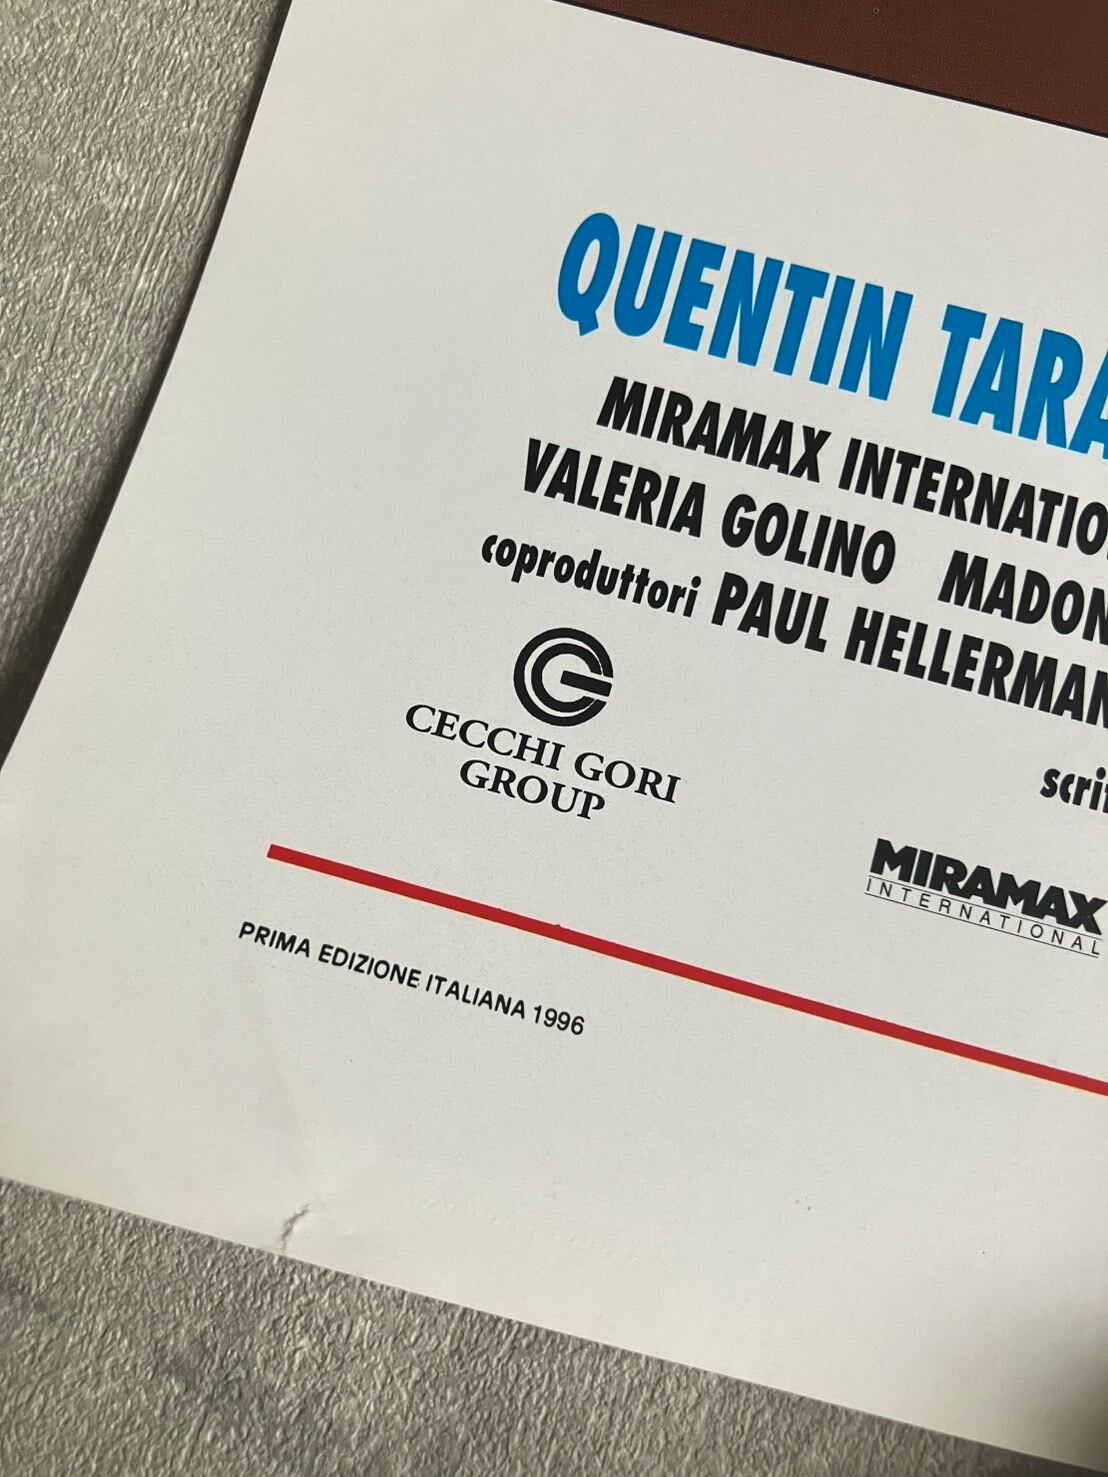 QUENTIN TARA
MIRAMAX INTERNATIO
VALERIA GOLINO MADON
coproduttori PAUL HELLERMAN
CECCHI GORI
GROUP
scrit
MIRAMAX
INTERNATIONAL
PRIMA EDIZIONE ITALIANA 1996